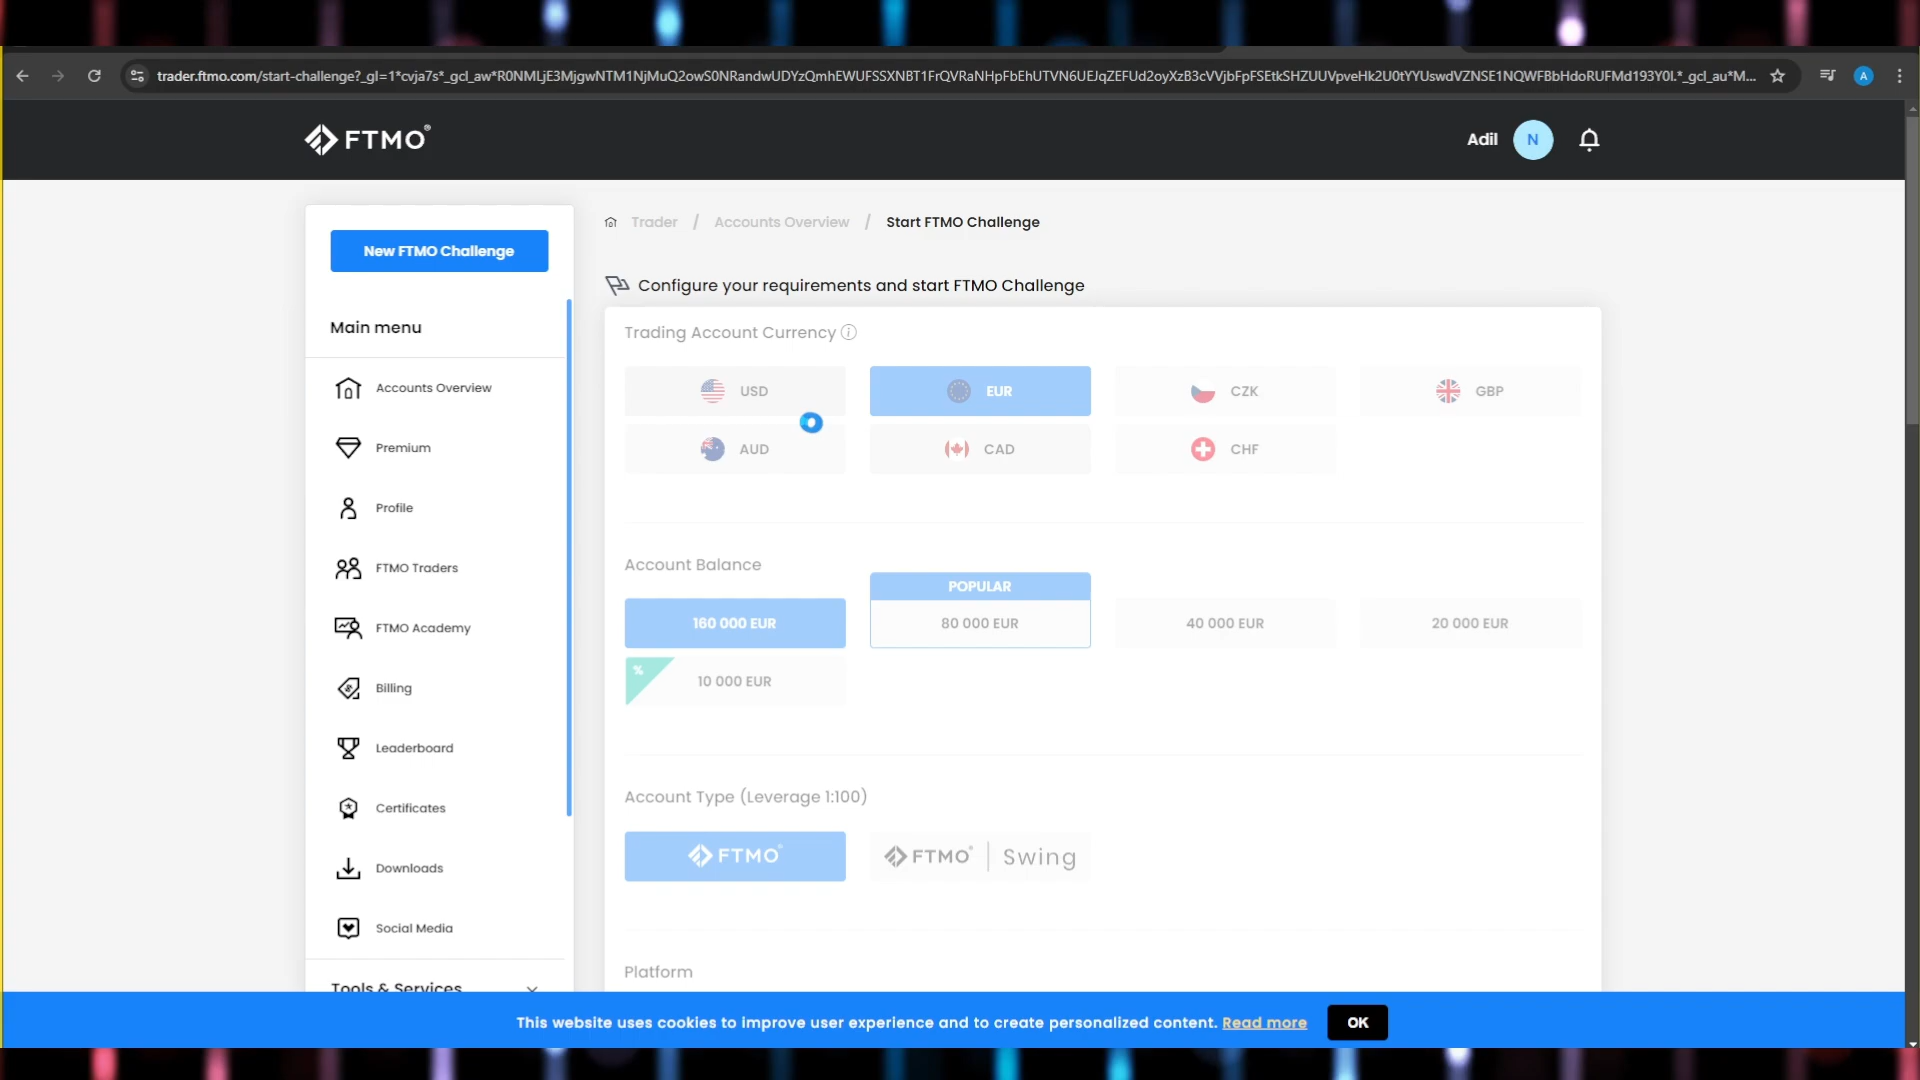 trader.ftmo.com/start-challenge?_gl=1*cvja7s*_gcl_aw*
FTMO®
Adil
N
A
New FTMO Challenge
Main menu
Accounts Overview
Premium
Profile
FTMO Traders
FTMO Academy
Billing
Leaderboard
Certificates
Downloads
Social Media
Tools & Services
Trader / Accounts Overview / Start FTMO Challenge
Configure your requirements and start FTMO Challenge
Trading Account Currency
USD
EUR
CZK
GBP
AUD
CAD
CHF
Account Balance
POPULAR
160 000 EUR
80 000 EUR
40 000 EUR
20 000 EUR
%
10 000 EUR
Account Type (Leverage 1:100)
FTMO®
FTMO® | Swing
Platform
This website uses cookies to improve user experience and to create personalized content. Read more
OK